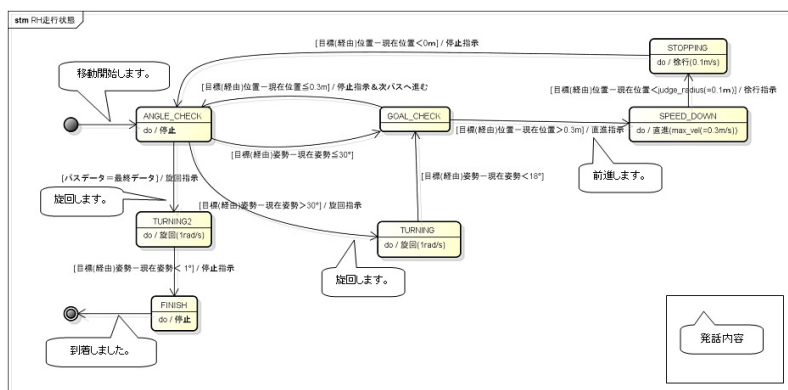 stm RH走行状態
[目標(経由)位置－現在位置＜0m] / 停止指示
STOPPING
do / 徐行(0.1m/s)
移動開始します。
[目標(経由)位置－現在位置≦0.3m] / 停止指示＆次パスへ進む
[目標(経由)位置－現在位置＜judge_radius(=0.1m)] / 徐行指示
ANGLE_CHECK
do / 停止
GOAL_CHECK
SPEED_DOWN
do / 直進(max_vel(=0.3m/s))
[目標(経由)位置－現在位置＞0.3m] / 直進指示
[目標(経由)姿勢－現在姿勢≦30°]
前進します。
[パスデータ＝最終データ] / 旋回指示
[目標(経由)姿勢－現在姿勢＜18°]
旋回します。
[目標(経由)姿勢－現在姿勢＞30°] / 旋回指示
TURNING2
do / 旋回(1rad/s)
TURNING
do / 旋回(1rad/s)
[目標(経由)姿勢－現在姿勢＜ 1°] / 停止指示
旋回します。
FINISH
do / 停止
到着しました。
発話内容